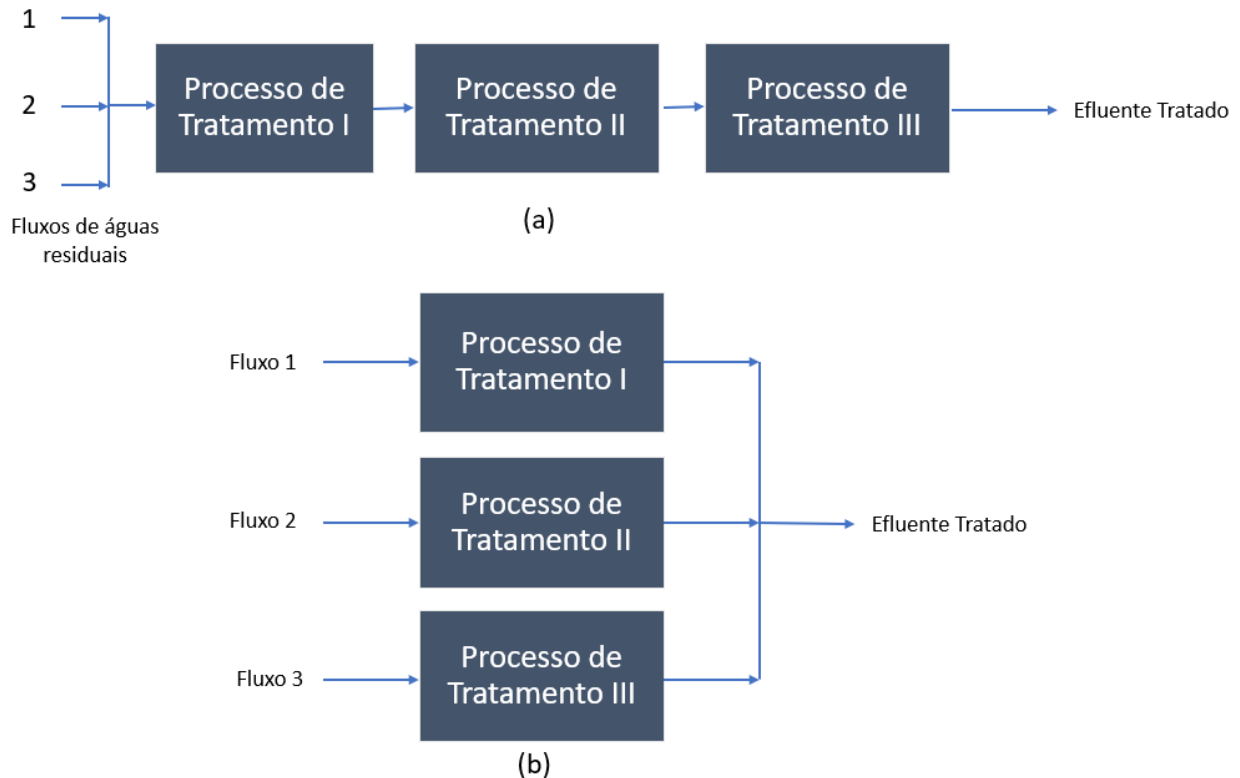 1
2
3
Fluxos de águas
residuais
Processo de
Tratamento I
Processo de
Tratamento II
Processo de
Tratamento III
Efluente Tratado
(a)
Fluxo 1
Processo de
Tratamento I
Fluxo 2
Processo de
Tratamento II
Efluente Tratado
Fluxo 3
Processo de
Tratamento III
(b)